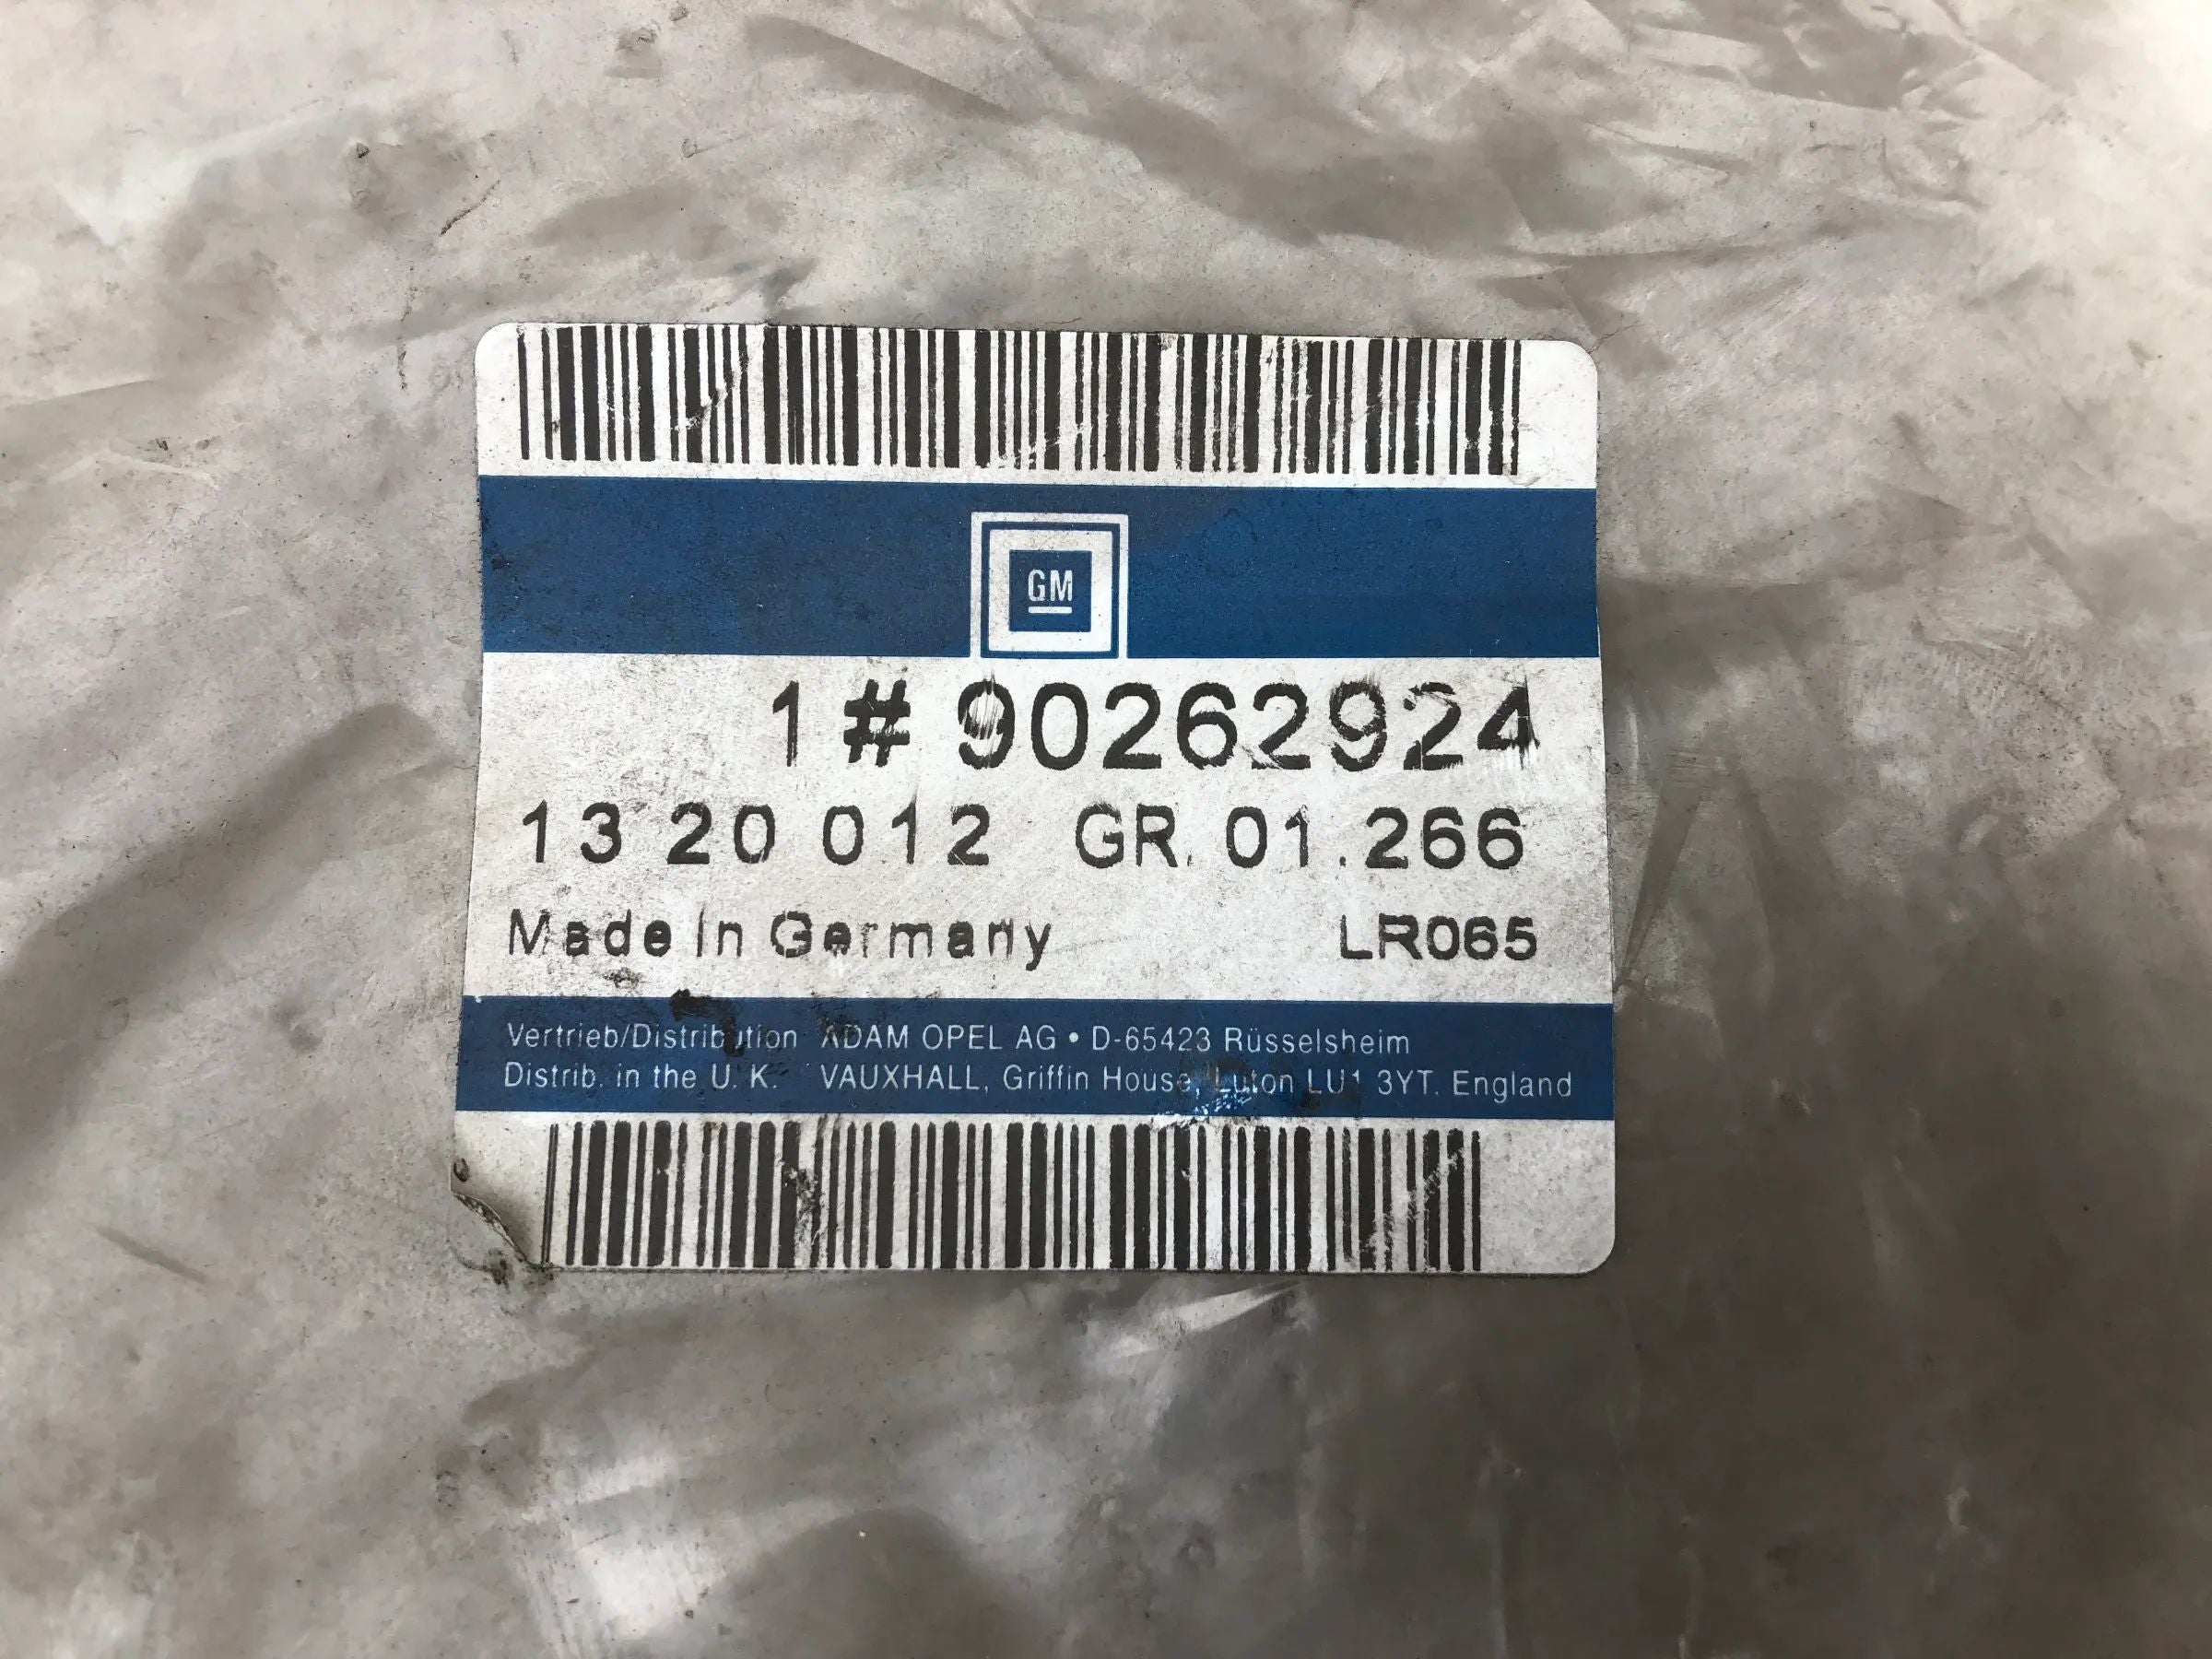 GM
1 # 90262924
13 20 012 GR. 01.266
Made in Germany LR065
Vertrieb/Distribution ADAM OPEL AG • D-65423 Rüsselsheim
Distrib. in the U. K. VAUXHALL, Griffin House, Luton LU1 3YT. England